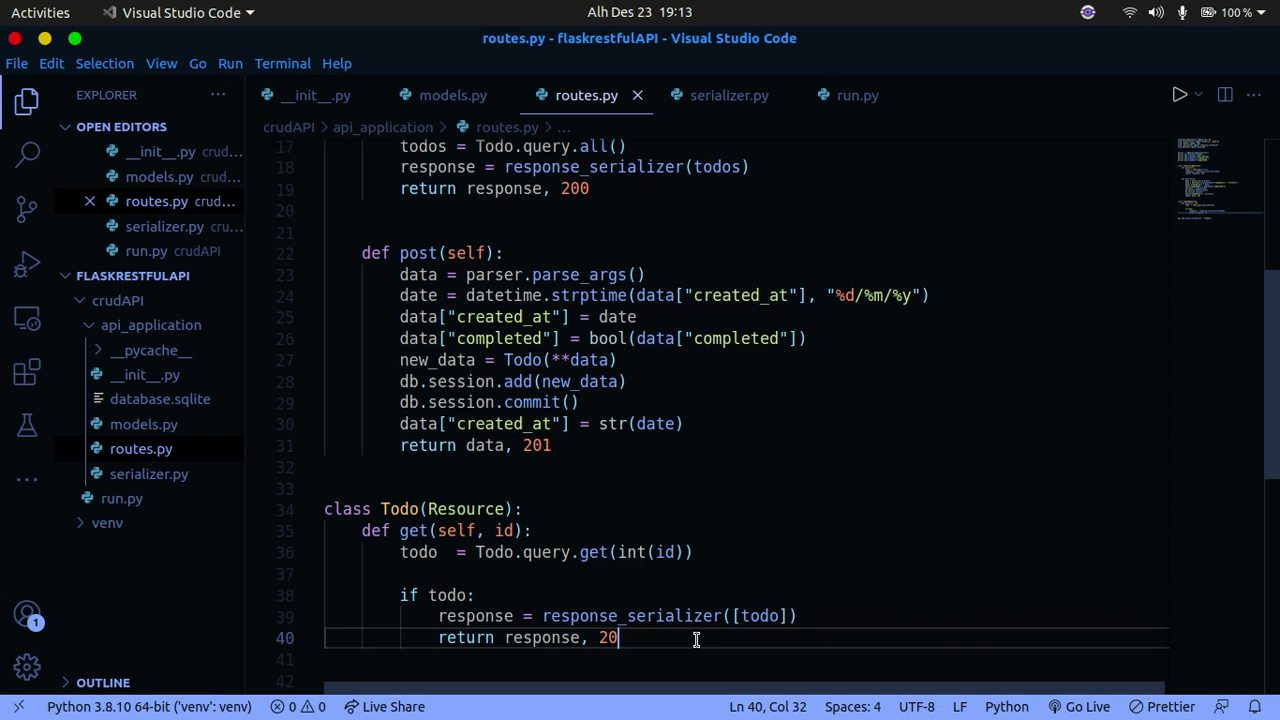 Activities Visual Studio Code Alh Des 23 19:13 100 %
routes.py - flaskrestfulAPI - Visual Studio Code
File Edit Selection View Go Run Terminal Help
EXPLORER ... __init__.py models.py routes.py serializer.py run.py ...
OPEN EDITORS crudAPI > api_application > routes.py > ...
__init__.py crud...
models.py crud...
routes.py crud...
serializer.py cru...
run.py crudAPI
FLASKRESTFULAPI
crudAPI
api_application
__pycache__
__init__.py
database.sqlite
models.py
routes.py
serializer.py
run.py
venv
OUTLINE
17 todos = Todo.query.all()
18 response = response_serializer(todos)
19 return response, 200
20
21
22 def post(self):
23 data = parser.parse_args()
24 date = datetime.strptime(data["created_at"], "%d/%m/%y")
25 data["created_at"] = date
26 data["completed"] = bool(data["completed"])
27 new_data = Todo(**data)
28 db.session.add(new_data)
29 db.session.commit()
30 data["created_at"] = str(date)
31 return data, 201
32
33
34 class Todo(Resource):
35 def get(self, id):
36 todo  = Todo.query.get(int(id))
37
38 if todo:
39 response = response_serializer([todo])
40 return response, 20
41
42
1
Python 3.8.10 64-bit ('venv': venv) 0 0 Live Share Ln 40, Col 32 Spaces: 4 UTF-8 LF Python Go Live Prettier